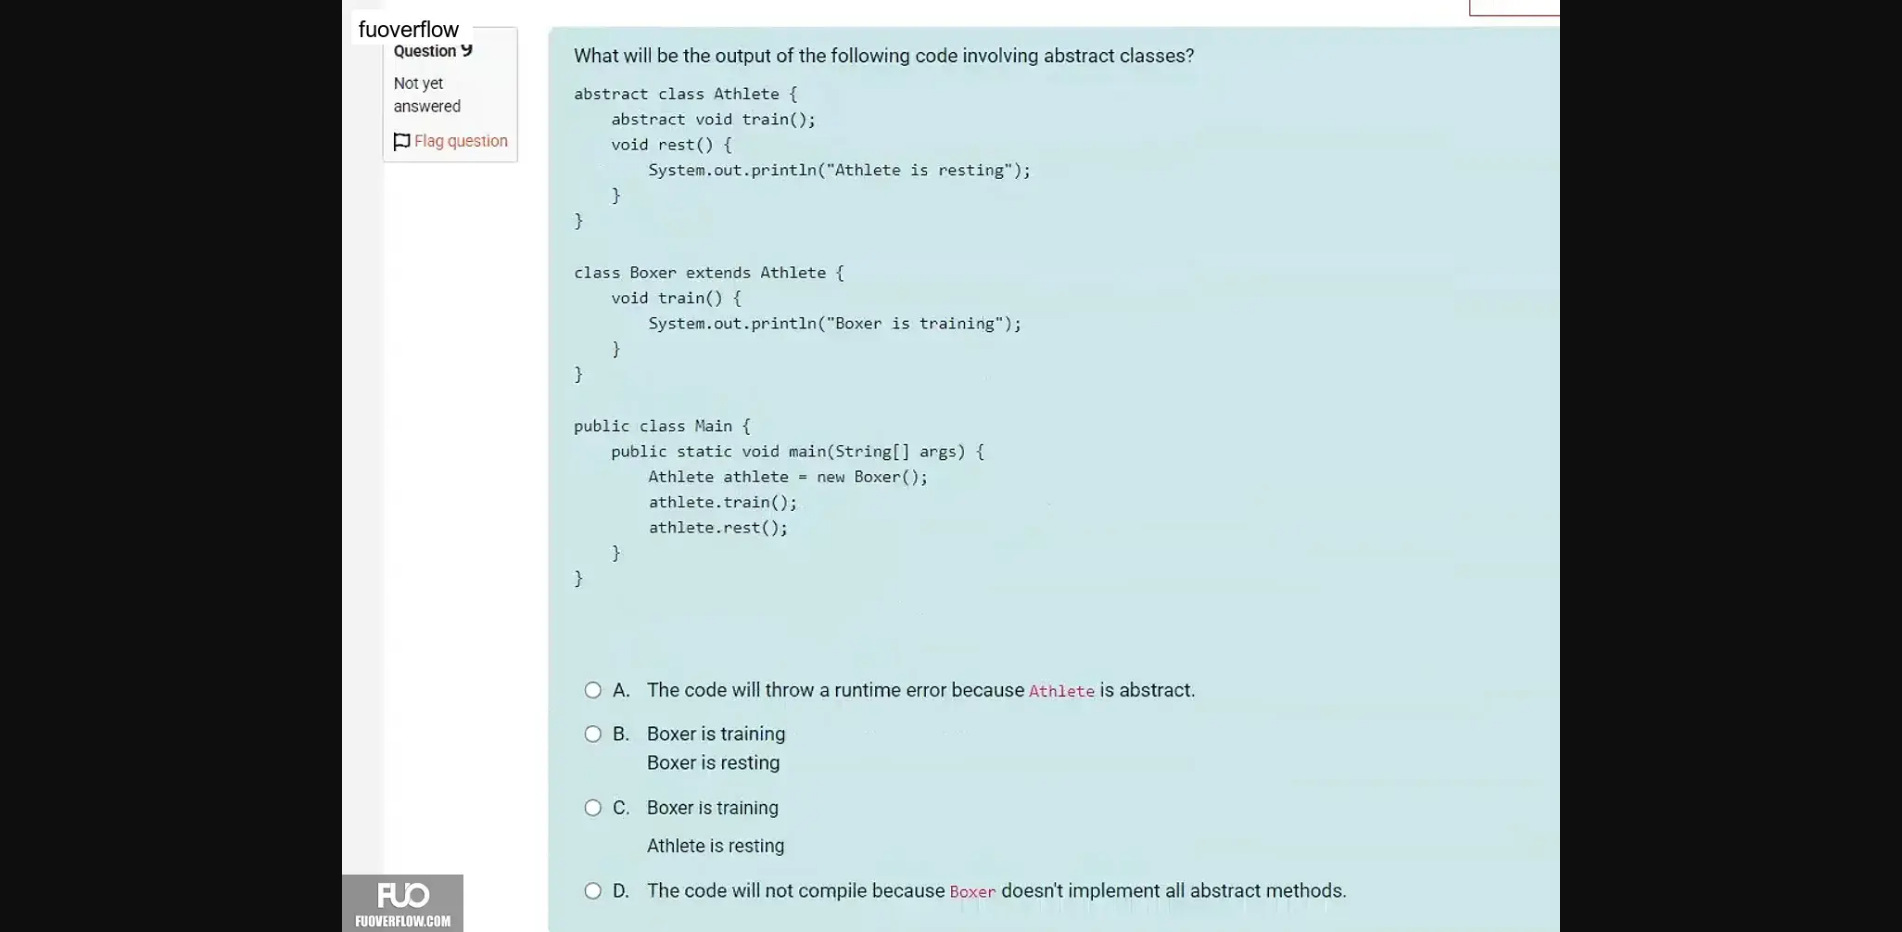 fuoverflow
Question 9
Not yet
answered
Flag question
What will be the output of the following code involving abstract classes?
abstract class Athlete {
    abstract void train();
    void rest() {
        System.out.println("Athlete is resting");
    }
}
class Boxer extends Athlete {
    void train() {
        System.out.println("Boxer is training");
    }
}
public class Main {
    public static void main(String[] args) {
        Athlete athlete = new Boxer();
        athlete.train();
        athlete.rest();
    }
}
A. The code will throw a runtime error because Athlete is abstract.
B. Boxer is training
Boxer is resting
C. Boxer is training
Athlete is resting
D. The code will not compile because Boxer doesn't implement all abstract methods.
FUO
FUOVERFLOW.COM